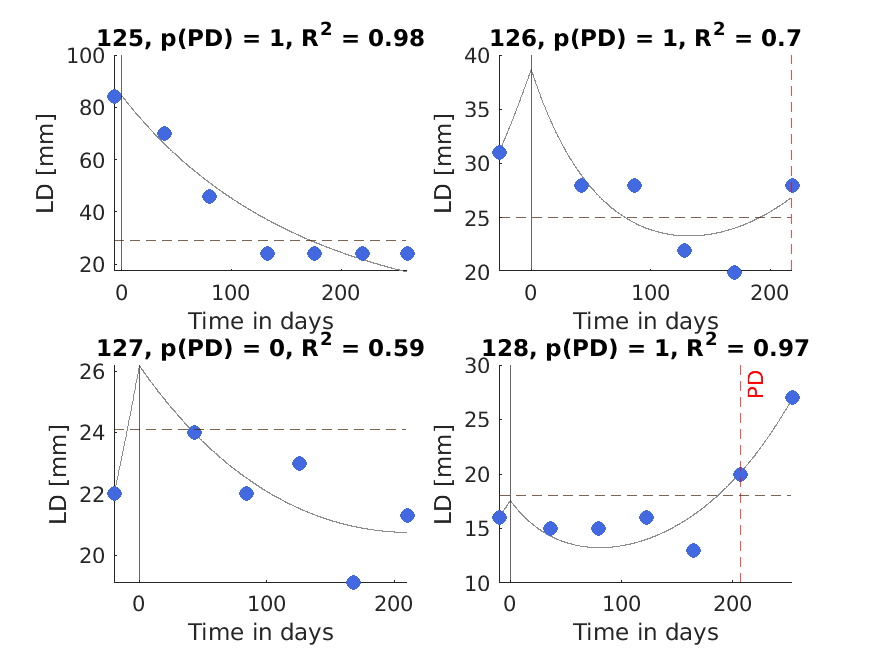 125, p(PD) = 1, R² = 0.98
100
80
60
40
20
LD [mm]
0
100
200
Time in days
126, p(PD) = 1, R² = 0.7
40
35
30
25
20
LD [mm]
0
100
200
Time in days
127, p(PD) = 0, R² = 0.59
26
24
22
20
LD [mm]
0
100
200
Time in days
128, p(PD) = 1, R² = 0.97
30
25
20
15
10
LD [mm]
PD
0
100
200
Time in days